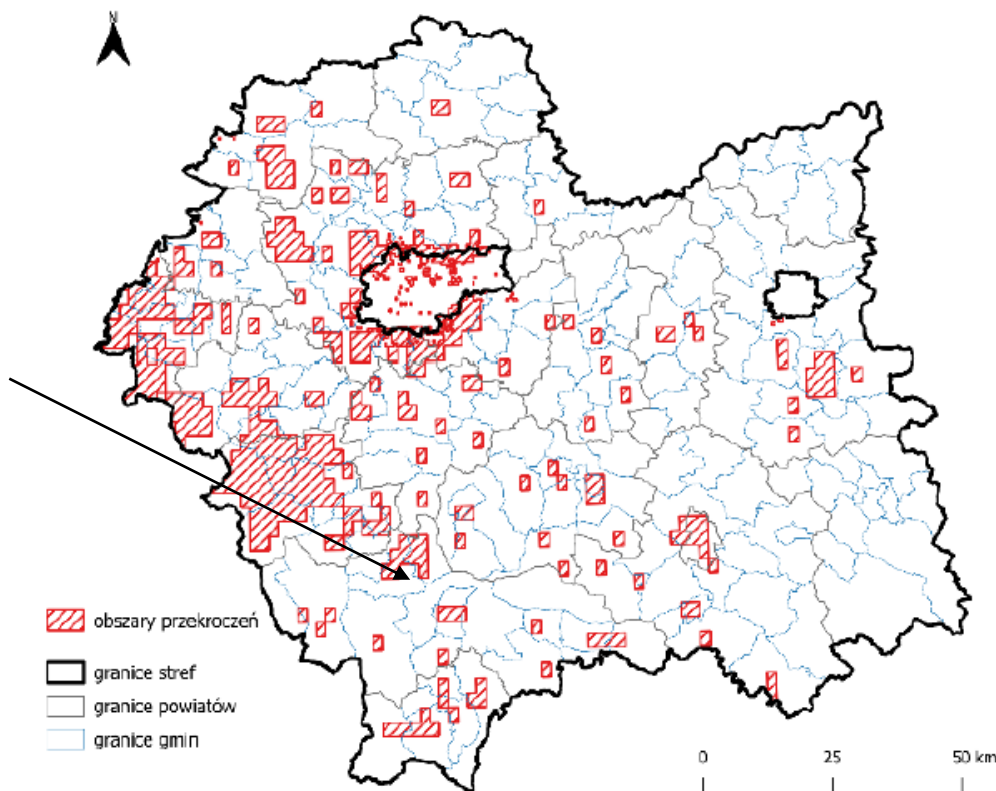 N
obszary przekroczeń
granice stref
granice powiatów
granice gmin
0 25 50 km